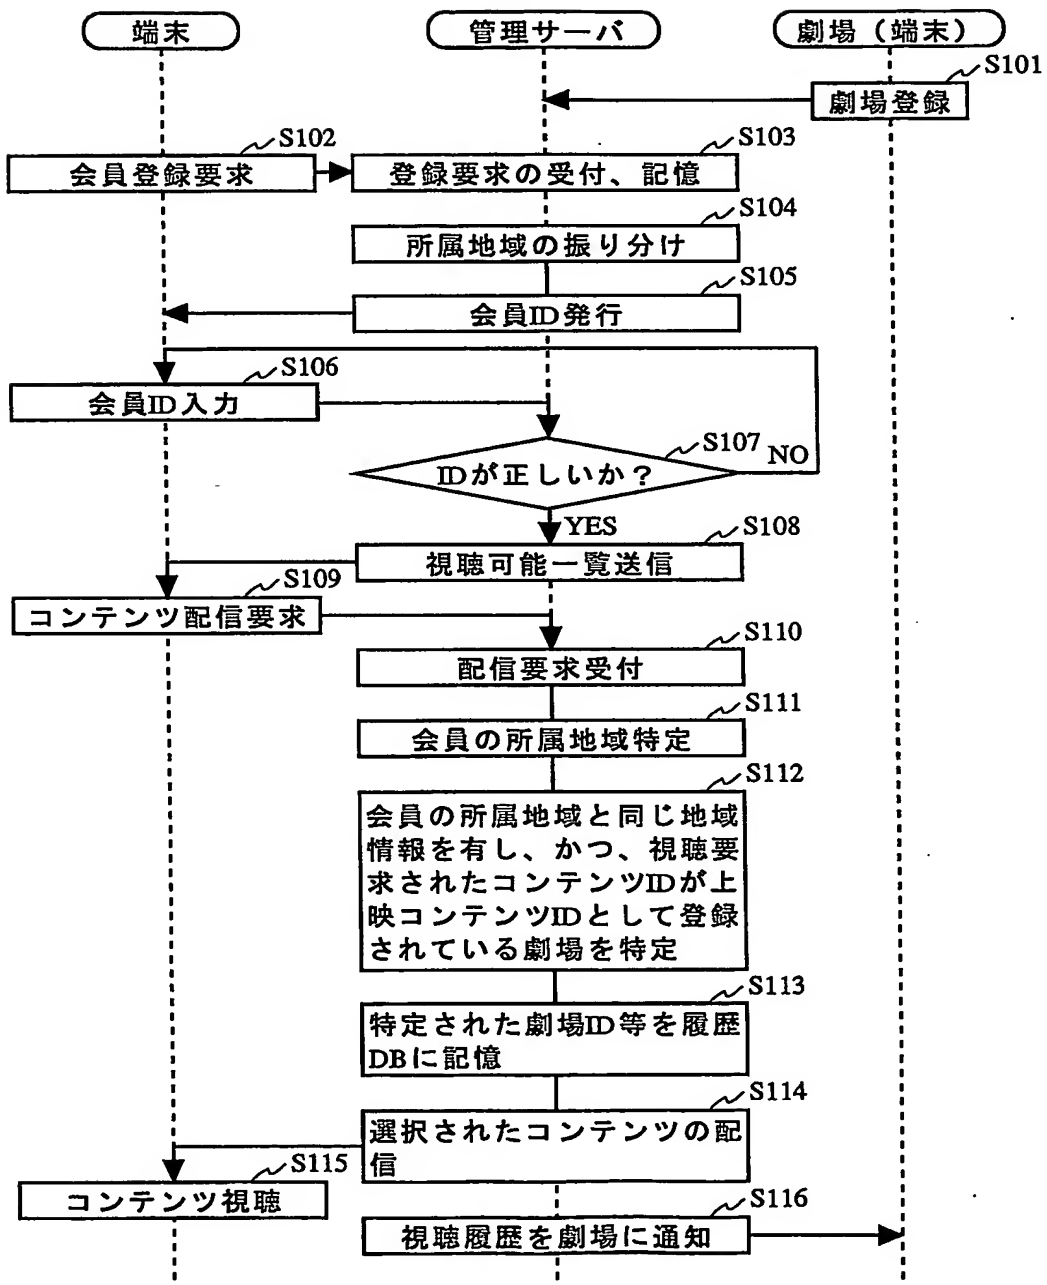 端末
管理サーバ
劇場（端末）
S101
劇場登録
S102
会員登録要求
S103
登録要求の受付、記憶
S104
所属地域の振り分け
S105
会員ID発行
S106
会員ID入力
S107
IDが正しいか？
NO
YES
S108
視聴可能一覧送信
S109
コンテンツ配信要求
S110
配信要求受付
S111
会員の所属地域特定
S112
会員の所属地域と同じ地域
情報を有し、かつ、視聴要
求されたコンテンツIDが上
映コンテンツIDとして登録
されている劇場を特定
S113
特定された劇場ID等を履歴
DBに記憶
S114
選択されたコンテンツの配
信
S115
コンテンツ視聴
S116
視聴履歴を劇場に通知